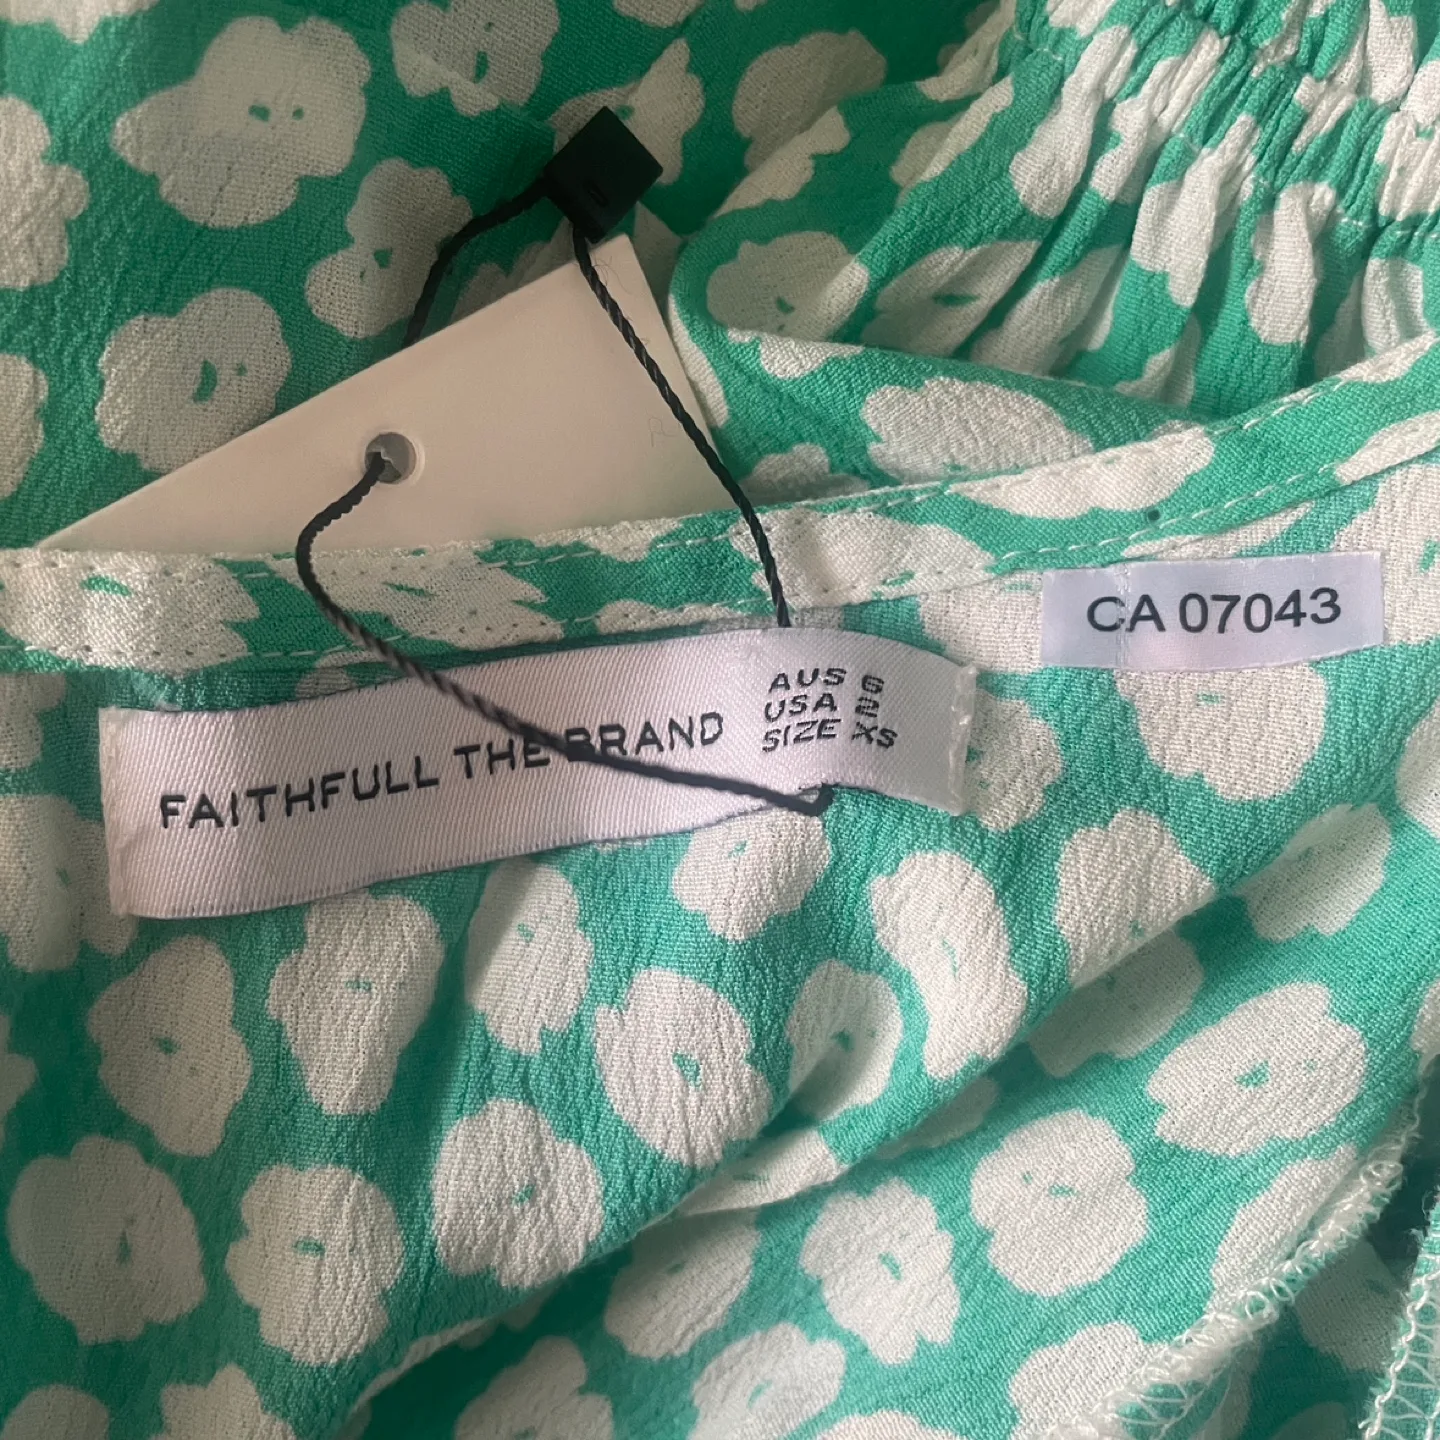 CA 07043
AUS 6
USA 2
SIZE XS
FAITHFULL THE BRAND